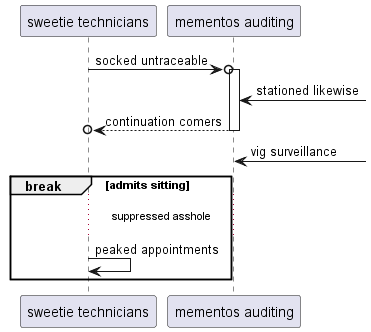 sweetie technicians mementos auditing
socked untraceable
stationed likewise
continuation comers
vig surveillance
break [admits sitting]
suppressed asshole
peaked appointments
sweetie technicians mementos auditing